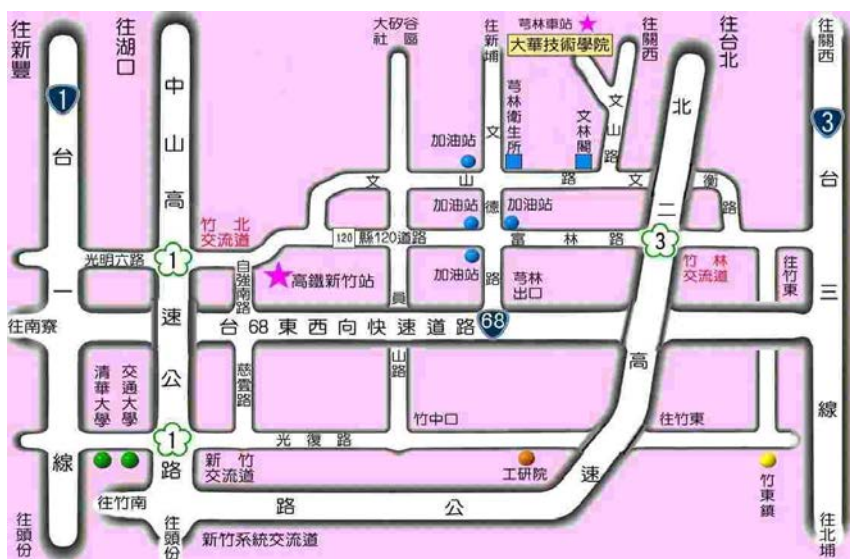 往新豐
往湖口
大矽谷
社區
往新埔
芎林車站
大華技術學院
往關西
往台北
往關西
1
台一線
中山高速公路
加油站
文德路
芎林衛生所
文林閣
文山路
北二高速公路
3
台三線
文山路
文衡路
竹北
交流道
加油站
加油站
120
縣120道路
富林路
3
光明六路
1
自強南路
高鐵新竹站
加油站
芎林
出口
竹林
交流道
往竹東
往南寮
台68東西向快速道路
68
員山路
清華大學
交通大學
慈雲路
竹中口
往竹東
1
光復路
新竹
交流道
工研院
竹東鎮
往竹南
往頭份
往頭份
新竹系統交流道
往北埔